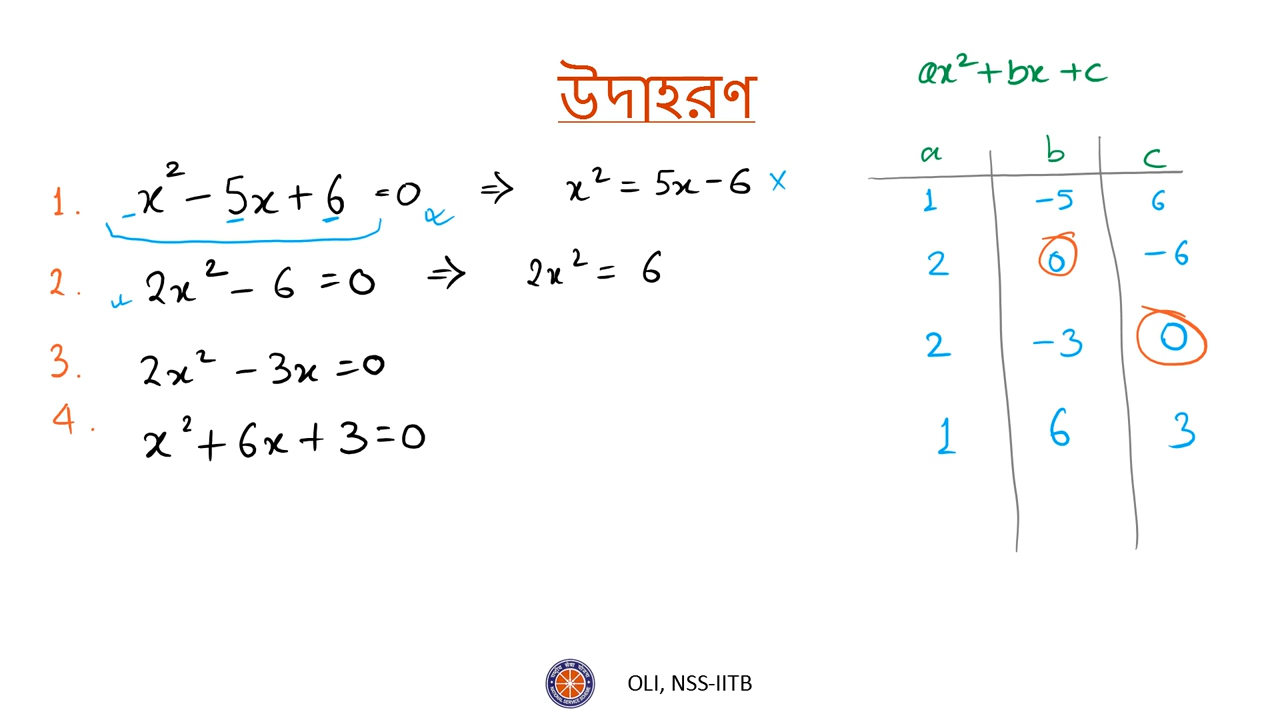 উদাহরণ
ax² + bx + c
1. x² - 5x + 6 = 0 ⇒ x² = 5x - 6 x
2. 2x² - 6 = 0 ⇒ 2x² = 6
3. 2x² - 3x = 0
4. x² + 6x + 3 = 0
a b c
1 -5 6
2 0 -6
2 -3 0
1 6 3
OLI, NSS-IITB